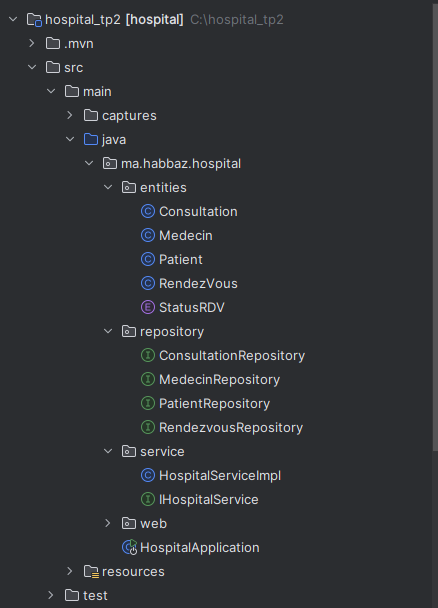 hospital_tp2 [hospital] C:\hospital_tp2
.mvn
src
main
captures
java
ma.habbaz.hospital
entities
C Consultation
C Medecin
C Patient
C RendezVous
E StatusRDV
repository
I ConsultationRepository
I MedecinRepository
I PatientRepository
I RendezvousRepository
service
C HospitalServiceImpl
I IHospitalService
web
C HospitalApplication
resources
test